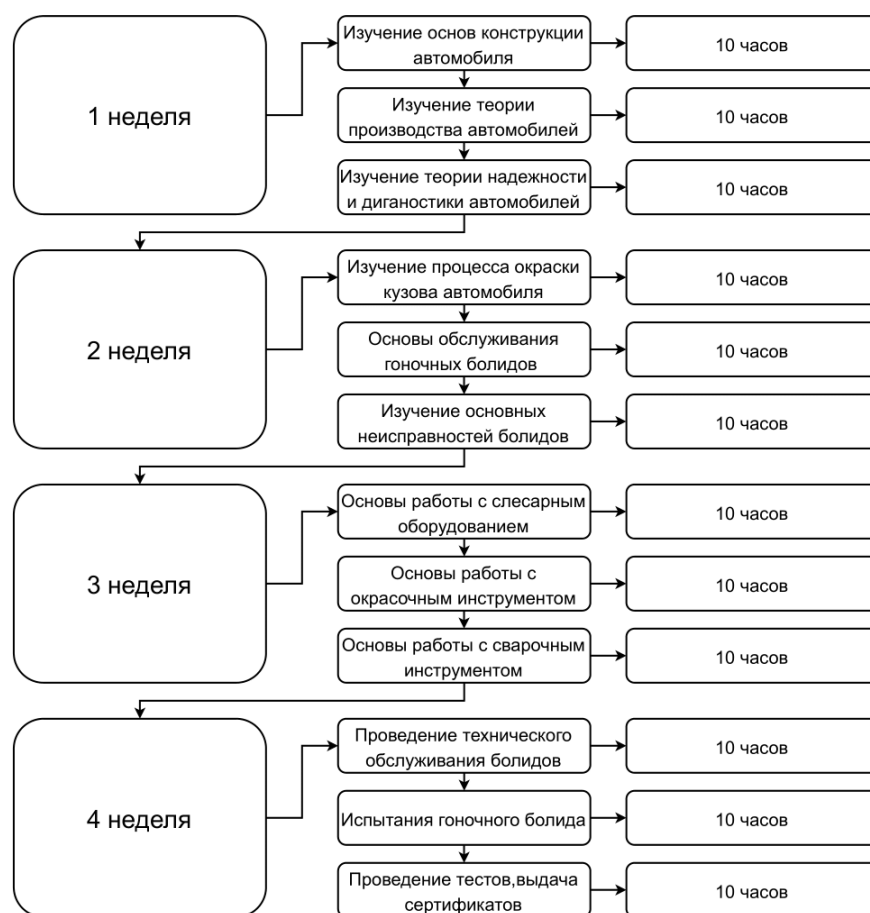 1 неделя
Изучение основ конструкции
автомобиля
10 часов
Изучение теории
производства автомобилей
10 часов
Изучение теории надежности
и диганостики автомобилей
10 часов
2 неделя
Изучение процесса окраски
кузова автомобиля
10 часов
Основы обслуживания
гоночных болидов
10 часов
Изучение основных
неисправностей болидов
10 часов
3 неделя
Основы работы с слесарным
оборудованием
10 часов
Основы работы с
окрасочным инструментом
10 часов
Основы работы с сварочным
инструментом
10 часов
4 неделя
Проведение технического
обслуживания болидов
10 часов
Испытания гоночного болида
10 часов
Проведение тестов,выдача
сертификатов
10 часов